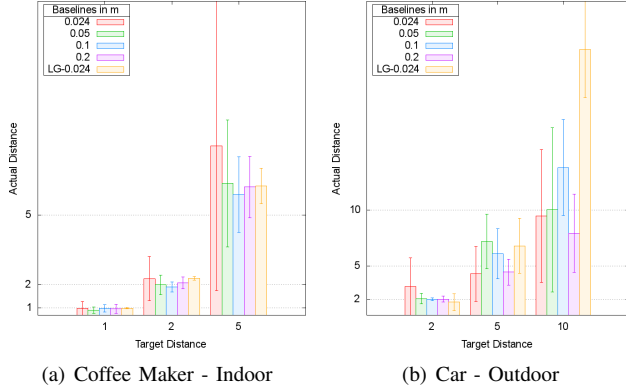 Baselines in m
0.024
0.05
0.1
0.2
LG-0.024
Actual Distance
5
2
1
1 2 5
Target Distance
(a) Coffee Maker - Indoor
Baselines in m
0.024
0.05
0.1
0.2
LG-0.024
Actual Distance
10
5
2
2 5 10
Target Distance
(b) Car - Outdoor